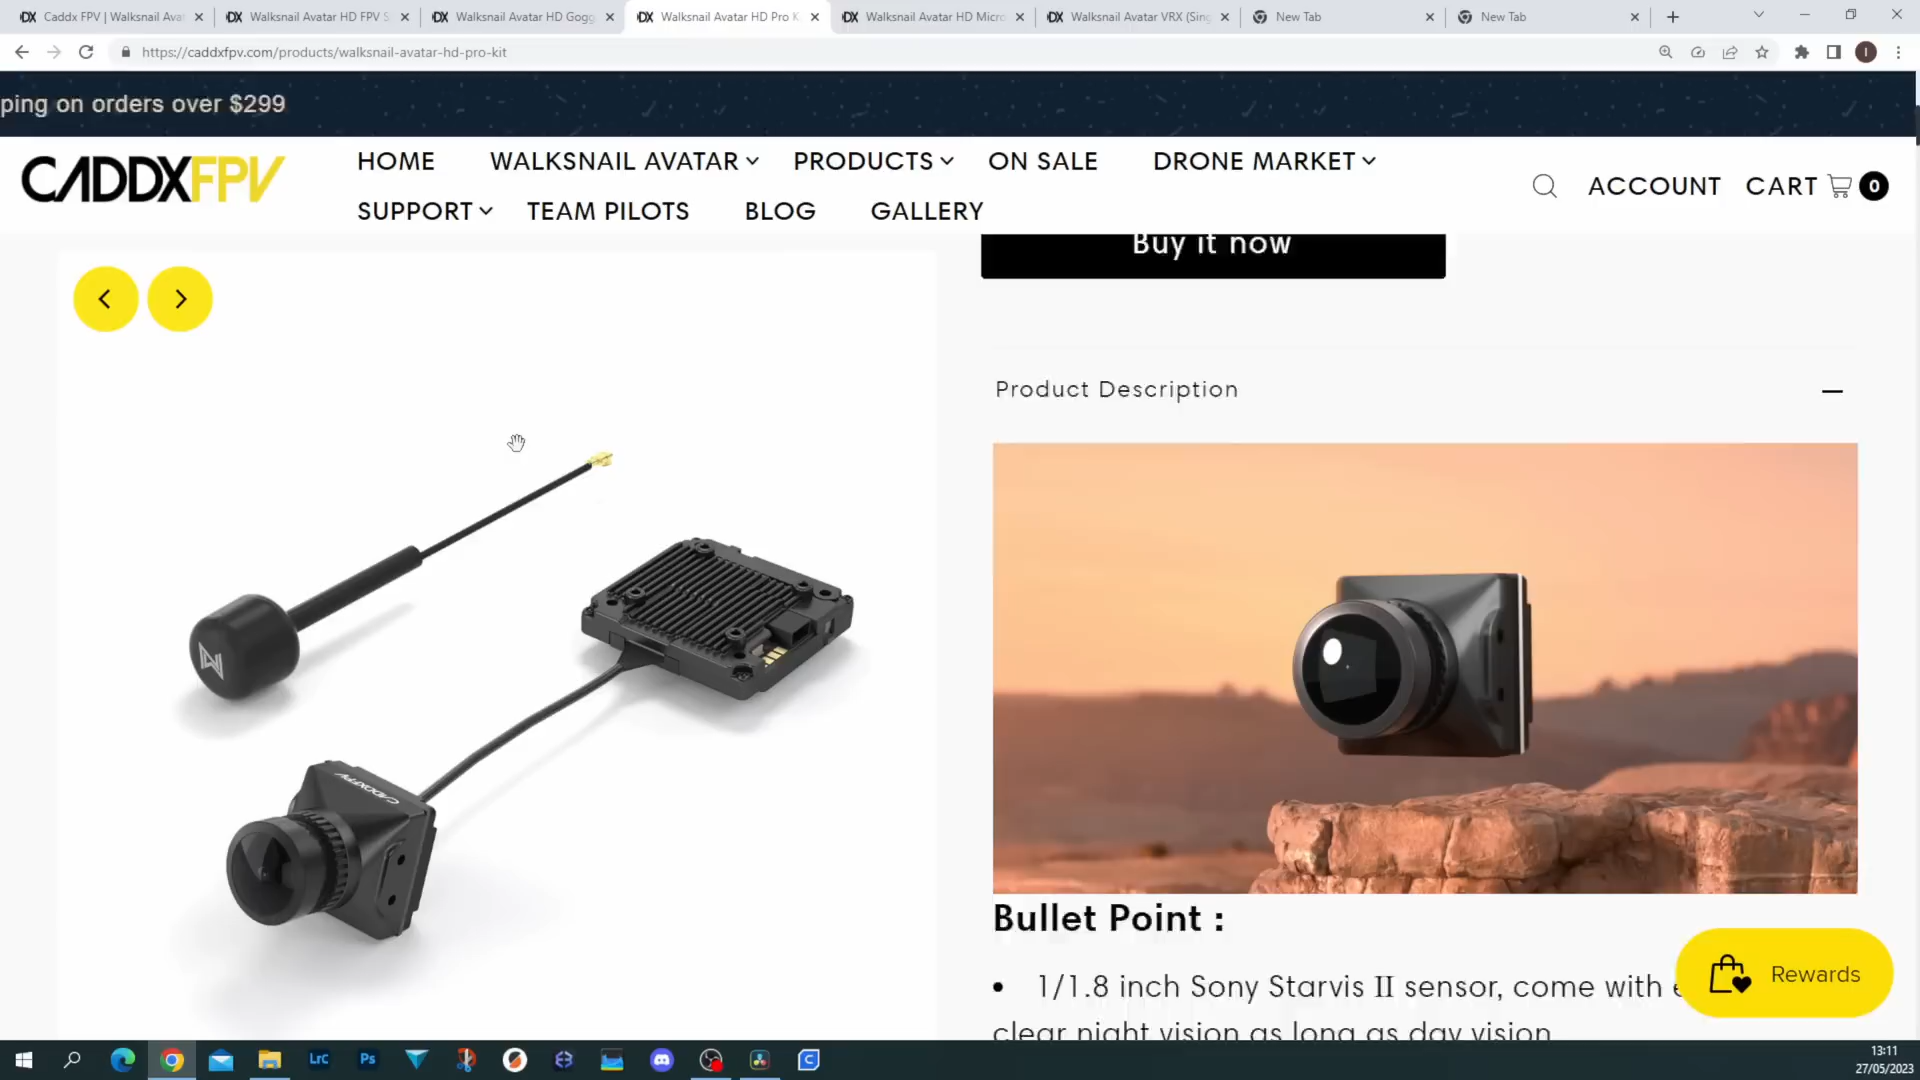 Caddx FPV | Walksnail Avat
Walksnail Avatar HD FPV S
Walksnail Avatar HD Gogg
Walksnail Avatar HD Pro K
Walksnail Avatar HD Micro
Walksnail Avatar VRX (Sing
New Tab
New Tab
https://caddxfpv.com/products/walksnail-avatar-hd-pro-kit
ping on orders over $299
CADDXFPV
HOME WALKSNAIL AVATAR PRODUCTS ON SALE DRONE MARKET
SUPPORT TEAM PILOTS BLOG GALLERY
ACCOUNT CART 0
Buy it now
Product Description
CADDXFPV
Bullet Point :
• 1/1.8 inch Sony Starvis II sensor, come with e
clear night vision as long as day vision
Rewards
LrC
Ps
13:11
27/05/2023